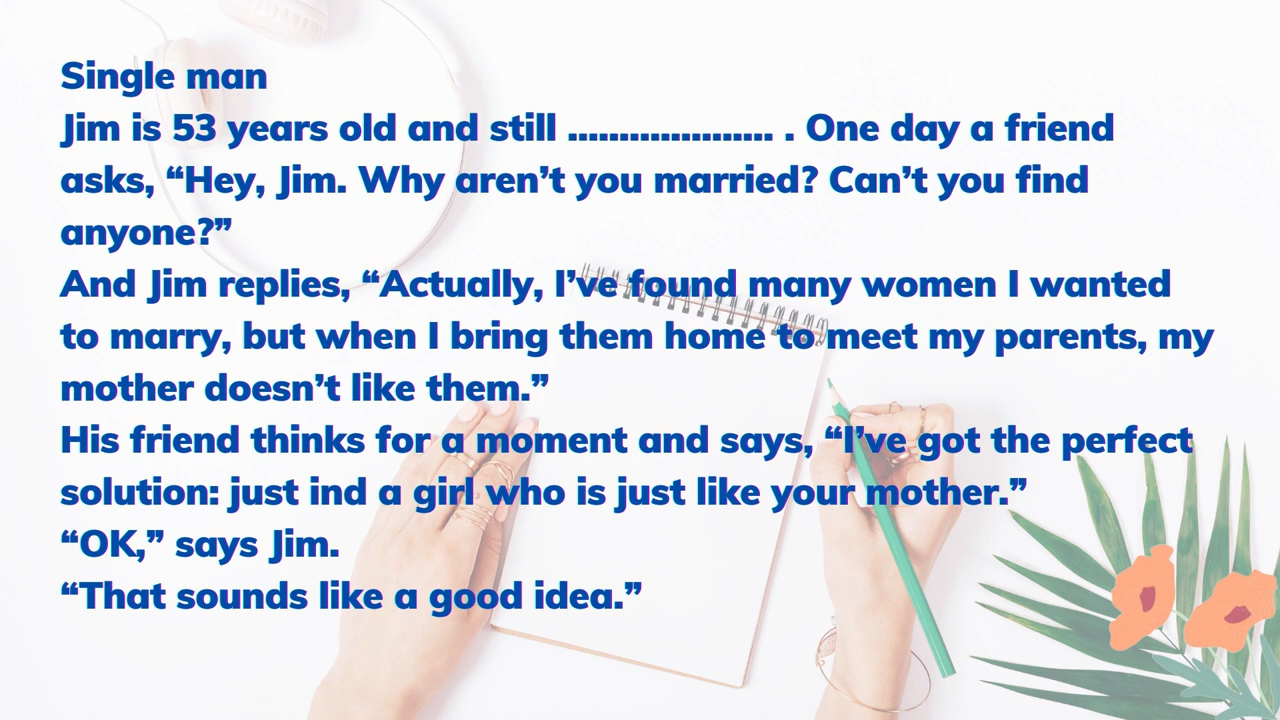 Single man
Jim is 53 years old and still .................... . One day a friend
asks, “Hey, Jim. Why aren’t you married? Can’t you find
anyone?”
And Jim replies, “Actually, I’ve found many women I wanted
to marry, but when I bring them home to meet my parents, my
mother doesn’t like them.”
His friend thinks for a moment and says, “I’ve got the perfect
solution: just ind a girl who is just like your mother.”
“OK,” says Jim.
“That sounds like a good idea.”